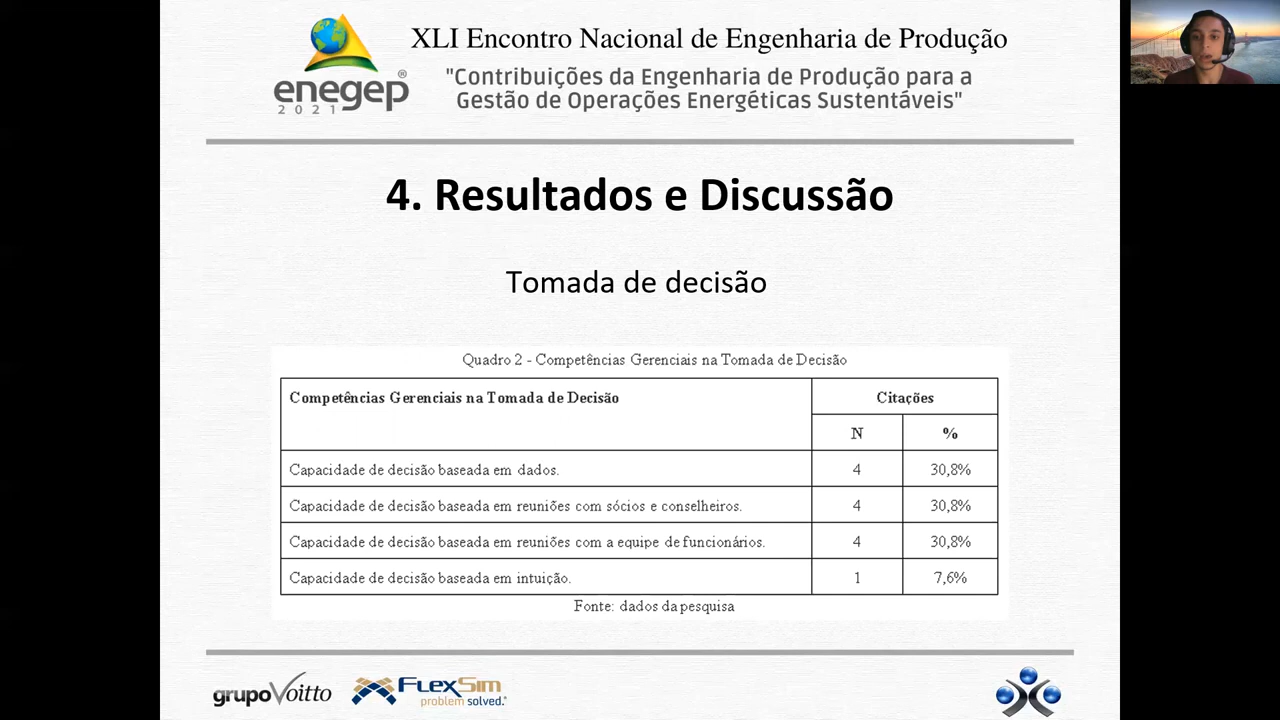 XLI Encontro Nacional de Engenharia de Produção
enegep®
2021
"Contribuições da Engenharia de Produção para a
Gestão de Operações Energéticas Sustentáveis"
4. Resultados e Discussão
Tomada de decisão
Quadro 2 - Competências Gerenciais na Tomada de Decisão
Competências Gerenciais na Tomada de Decisão Citações
N %
Capacidade de decisão baseada em dados. 4 30,8%
Capacidade de decisão baseada em reuniões com sócios e conselheiros. 4 30,8%
Capacidade de decisão baseada em reuniões com a equipe de funcionários. 4 30,8%
Capacidade de decisão baseada em intuição. 1 7,6%
Fonte: dados da pesquisa
grupoVoitto
FlexSim
problem solved.®